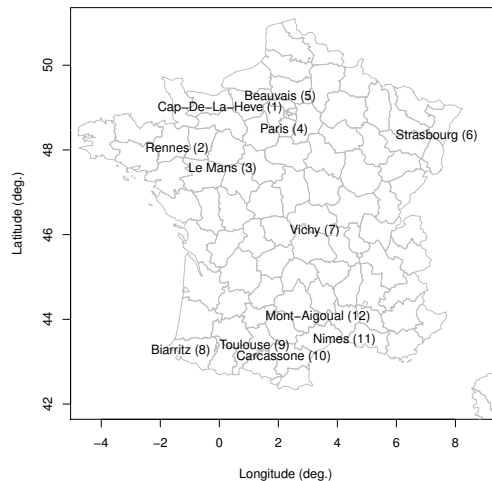 50
48
46
44
42
Latitude (deg.)
Beauvais (5)
Cap−De−La−Heve (1)
Paris (4)
Strasbourg (6)
Rennes (2)
Le Mans (3)
Vichy (7)
Mont−Aigoual (12)
Nimes (11)
Toulouse (9)
Biarritz (8)
Carcassone (10)
−4 −2 0 2 4 6 8
Longitude (deg.)